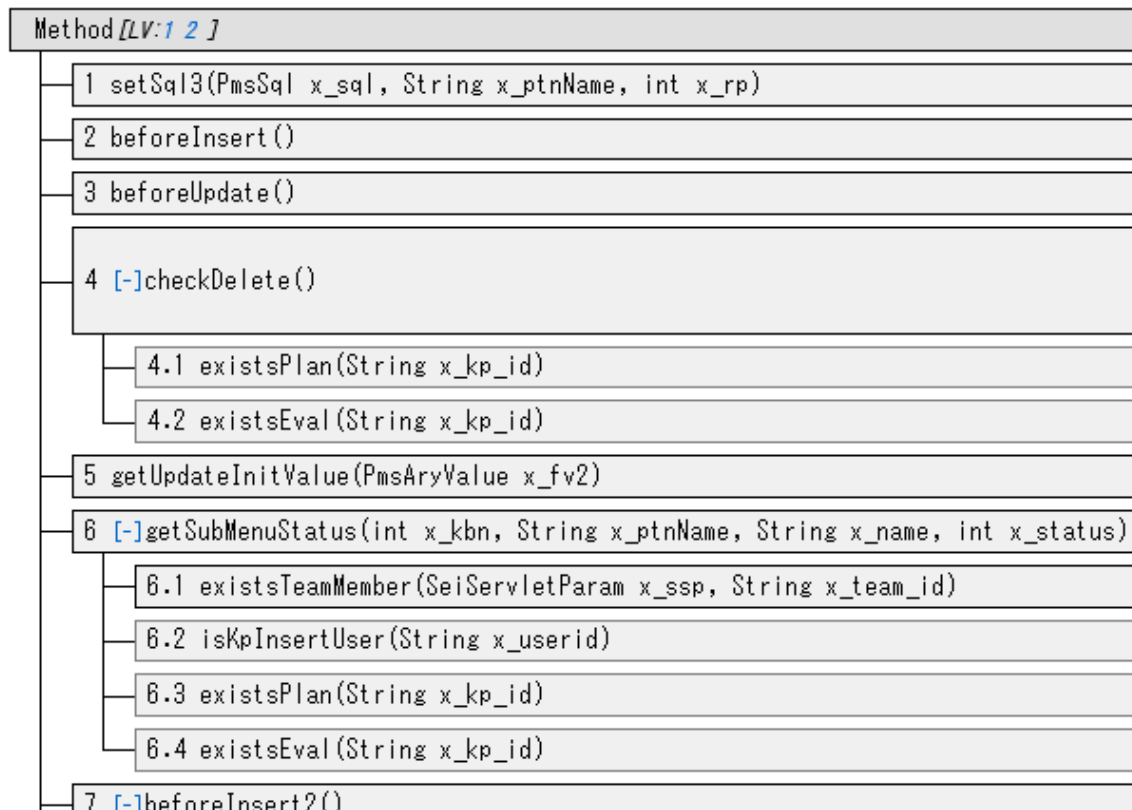 Method[LV:1 2 ]
1 setSql3(PmsSql x_sql, String x_ptnName, int x_rp)
2 beforeInsert()
3 beforeUpdate()
4 [-]checkDelete()
4.1 existsPlan(String x_kp_id)
4.2 existsEval(String x_kp_id)
5 getUpdateInitValue(PmsAryValue x_fv2)
6 [-]getSubMenuStatus(int x_kbn, String x_ptnName, String x_name, int x_status)
6.1 existsTeamMember(SeiServletParam x_ssp, String x_team_id)
6.2 isKpInsertUser(String x_userid)
6.3 existsPlan(String x_kp_id)
6.4 existsEval(String x_kp_id)
7 [-]beforeInsert2()